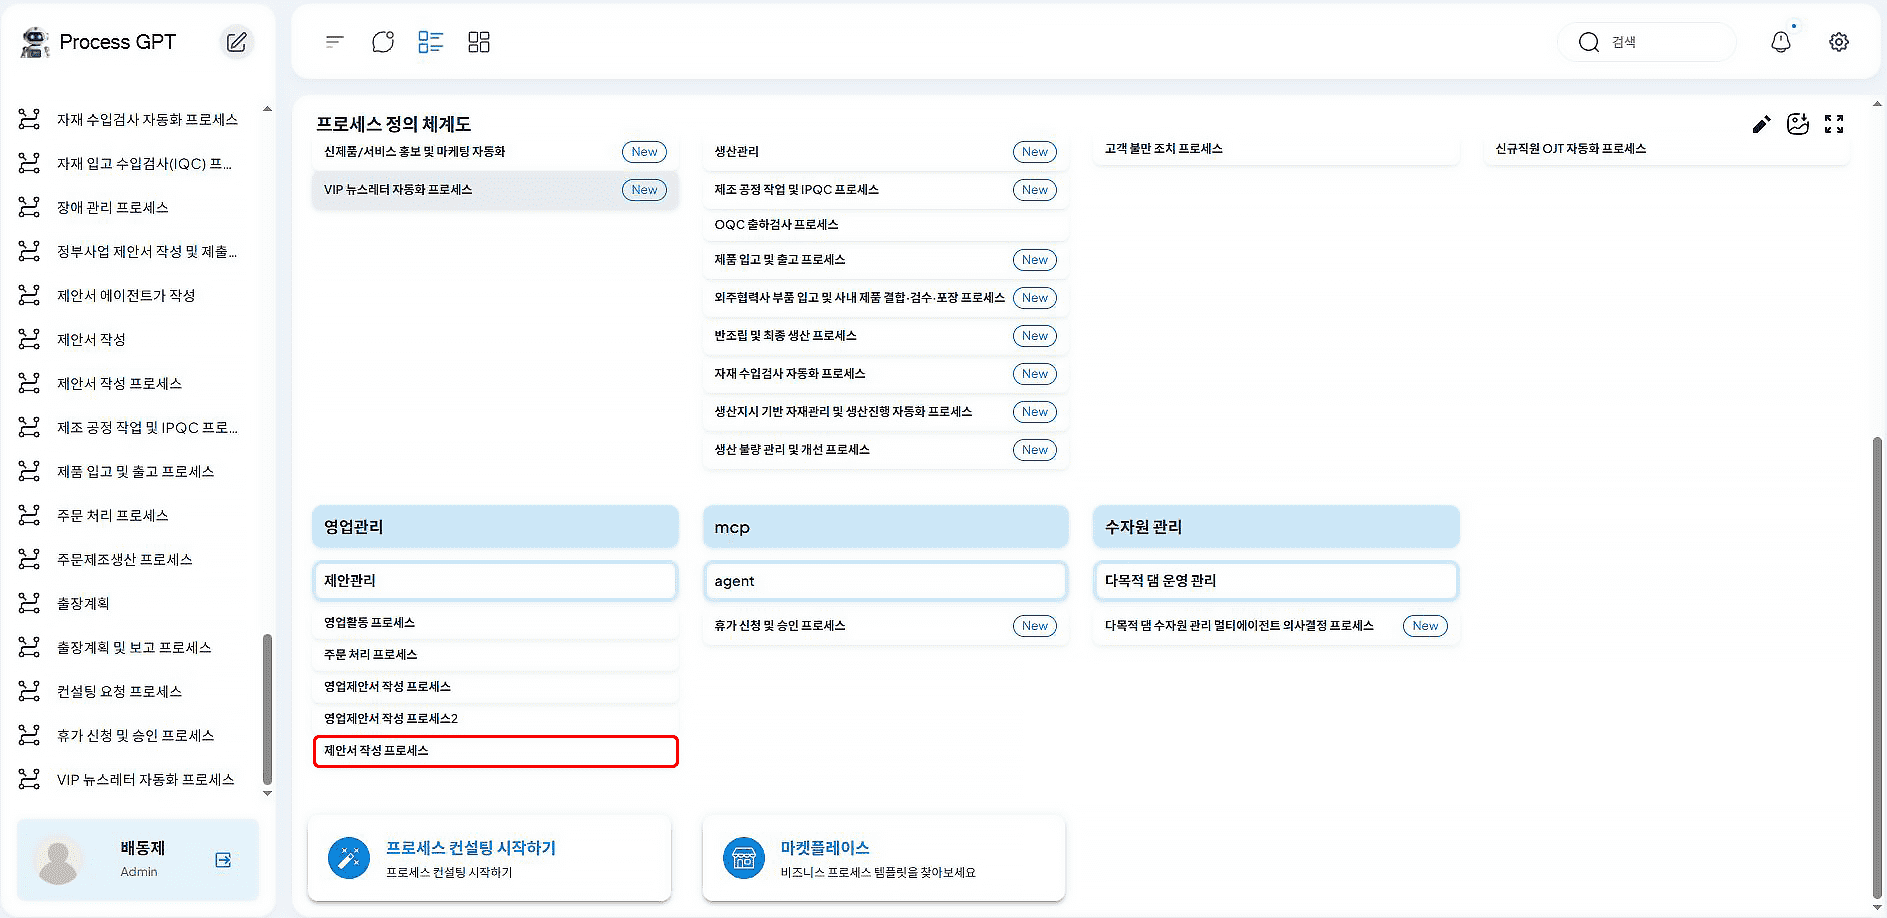 Process GPT
검색
자재 수입검사 자동화 프로세스
자재 입고 수입검사(IQC) 프...
장애 관리 프로세스
정부사업 제안서 작성 및 제출...
제안서 에이전트가 작성
제안서 작성
제안서 작성 프로세스
제조 공정 작업 및 IPQC 프로...
제품 입고 및 출고 프로세스
주문 처리 프로세스
주문제조생산 프로세스
출장계획
출장계획 및 보고 프로세스
컨설팅 요청 프로세스
휴가 신청 및 승인 프로세스
VIP 뉴스레터 자동화 프로세스
배동제
Admin
프로세스 정의 체계도
신제품/서비스 홍보 및 마케팅 자동화 New
VIP 뉴스레터 자동화 프로세스 New
생산관리 New
제조 공정 작업 및 IPQC 프로세스 New
OQC 출하검사 프로세스
제품 입고 및 출고 프로세스 New
외주협력사 부품 입고 및 사내 제품 결합·검수·포장 프로세스 New
반조립 및 최종 생산 프로세스 New
자재 수입검사 자동화 프로세스 New
생산지시 기반 자재관리 및 생산진행 자동화 프로세스 New
생산 불량 관리 및 개선 프로세스 New
고객 불만 조치 프로세스
신규직원 OJT 자동화 프로세스
영업관리
제안관리
영업활동 프로세스
주문 처리 프로세스
영업제안서 작성 프로세스
영업제안서 작성 프로세스2
제안서 작성 프로세스
mcp
agent
휴가 신청 및 승인 프로세스 New
수자원 관리
다목적 댐 운영 관리
다목적 댐 수자원 관리 멀티에이전트 의사결정 프로세스 New
프로세스 컨설팅 시작하기
프로세스 컨설팅 시작하기
마켓플레이스
비즈니스 프로세스 템플릿을 찾아보세요